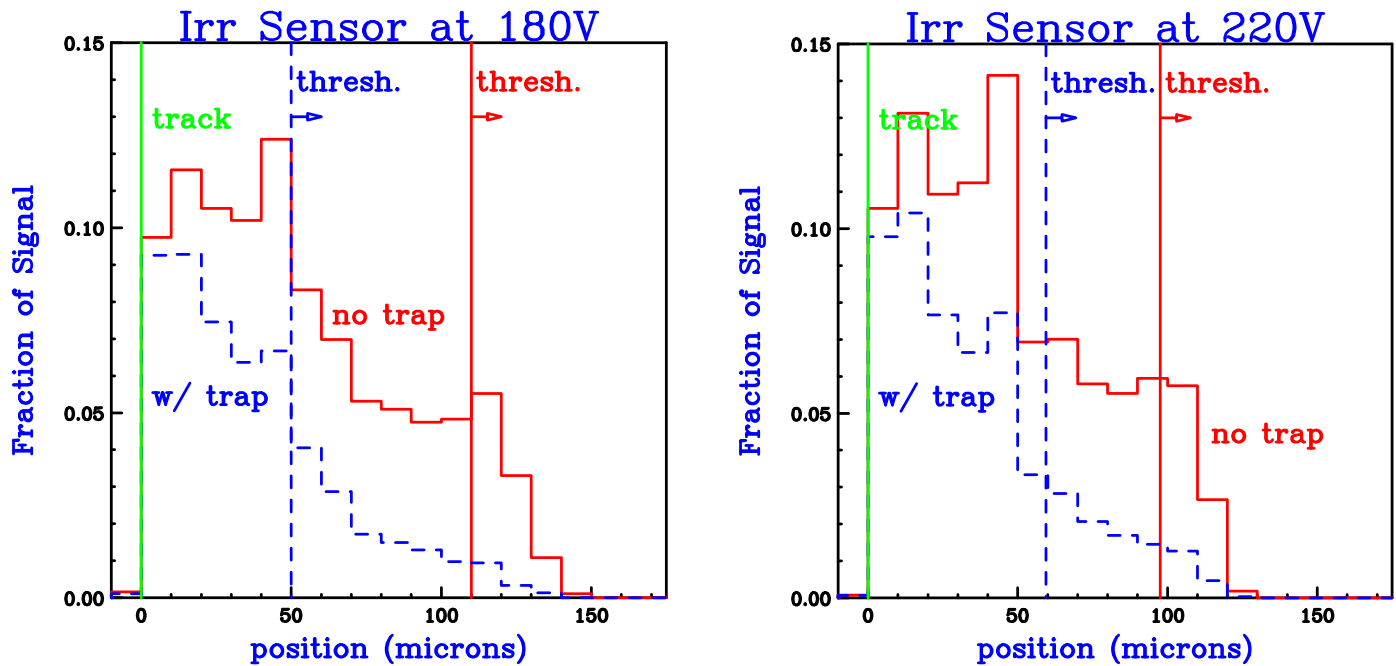 Irr Sensor at 180V
0.15
thresh.
thresh.
track
0.10
Fraction of Signal
no trap
w/ trap
0.05
0.00
0
50
100
150
position (microns)
Irr Sensor at 220V
0.15
thresh.
thresh.
track
0.10
Fraction of Signal
w/ trap
0.05
no trap
0.00
0
50
100
150
position (microns)